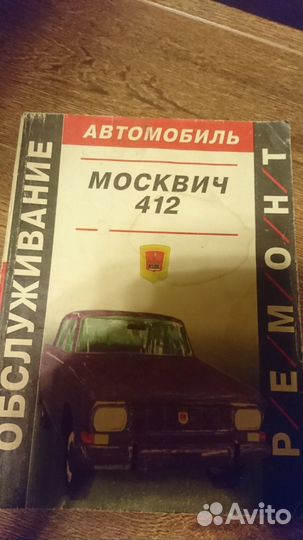 АВТОМОБИЛЬ
МОСКВИЧ
412
ОБСЛУЖИВАНИЕ
Р/Е/М/О/Н/Т
Avito